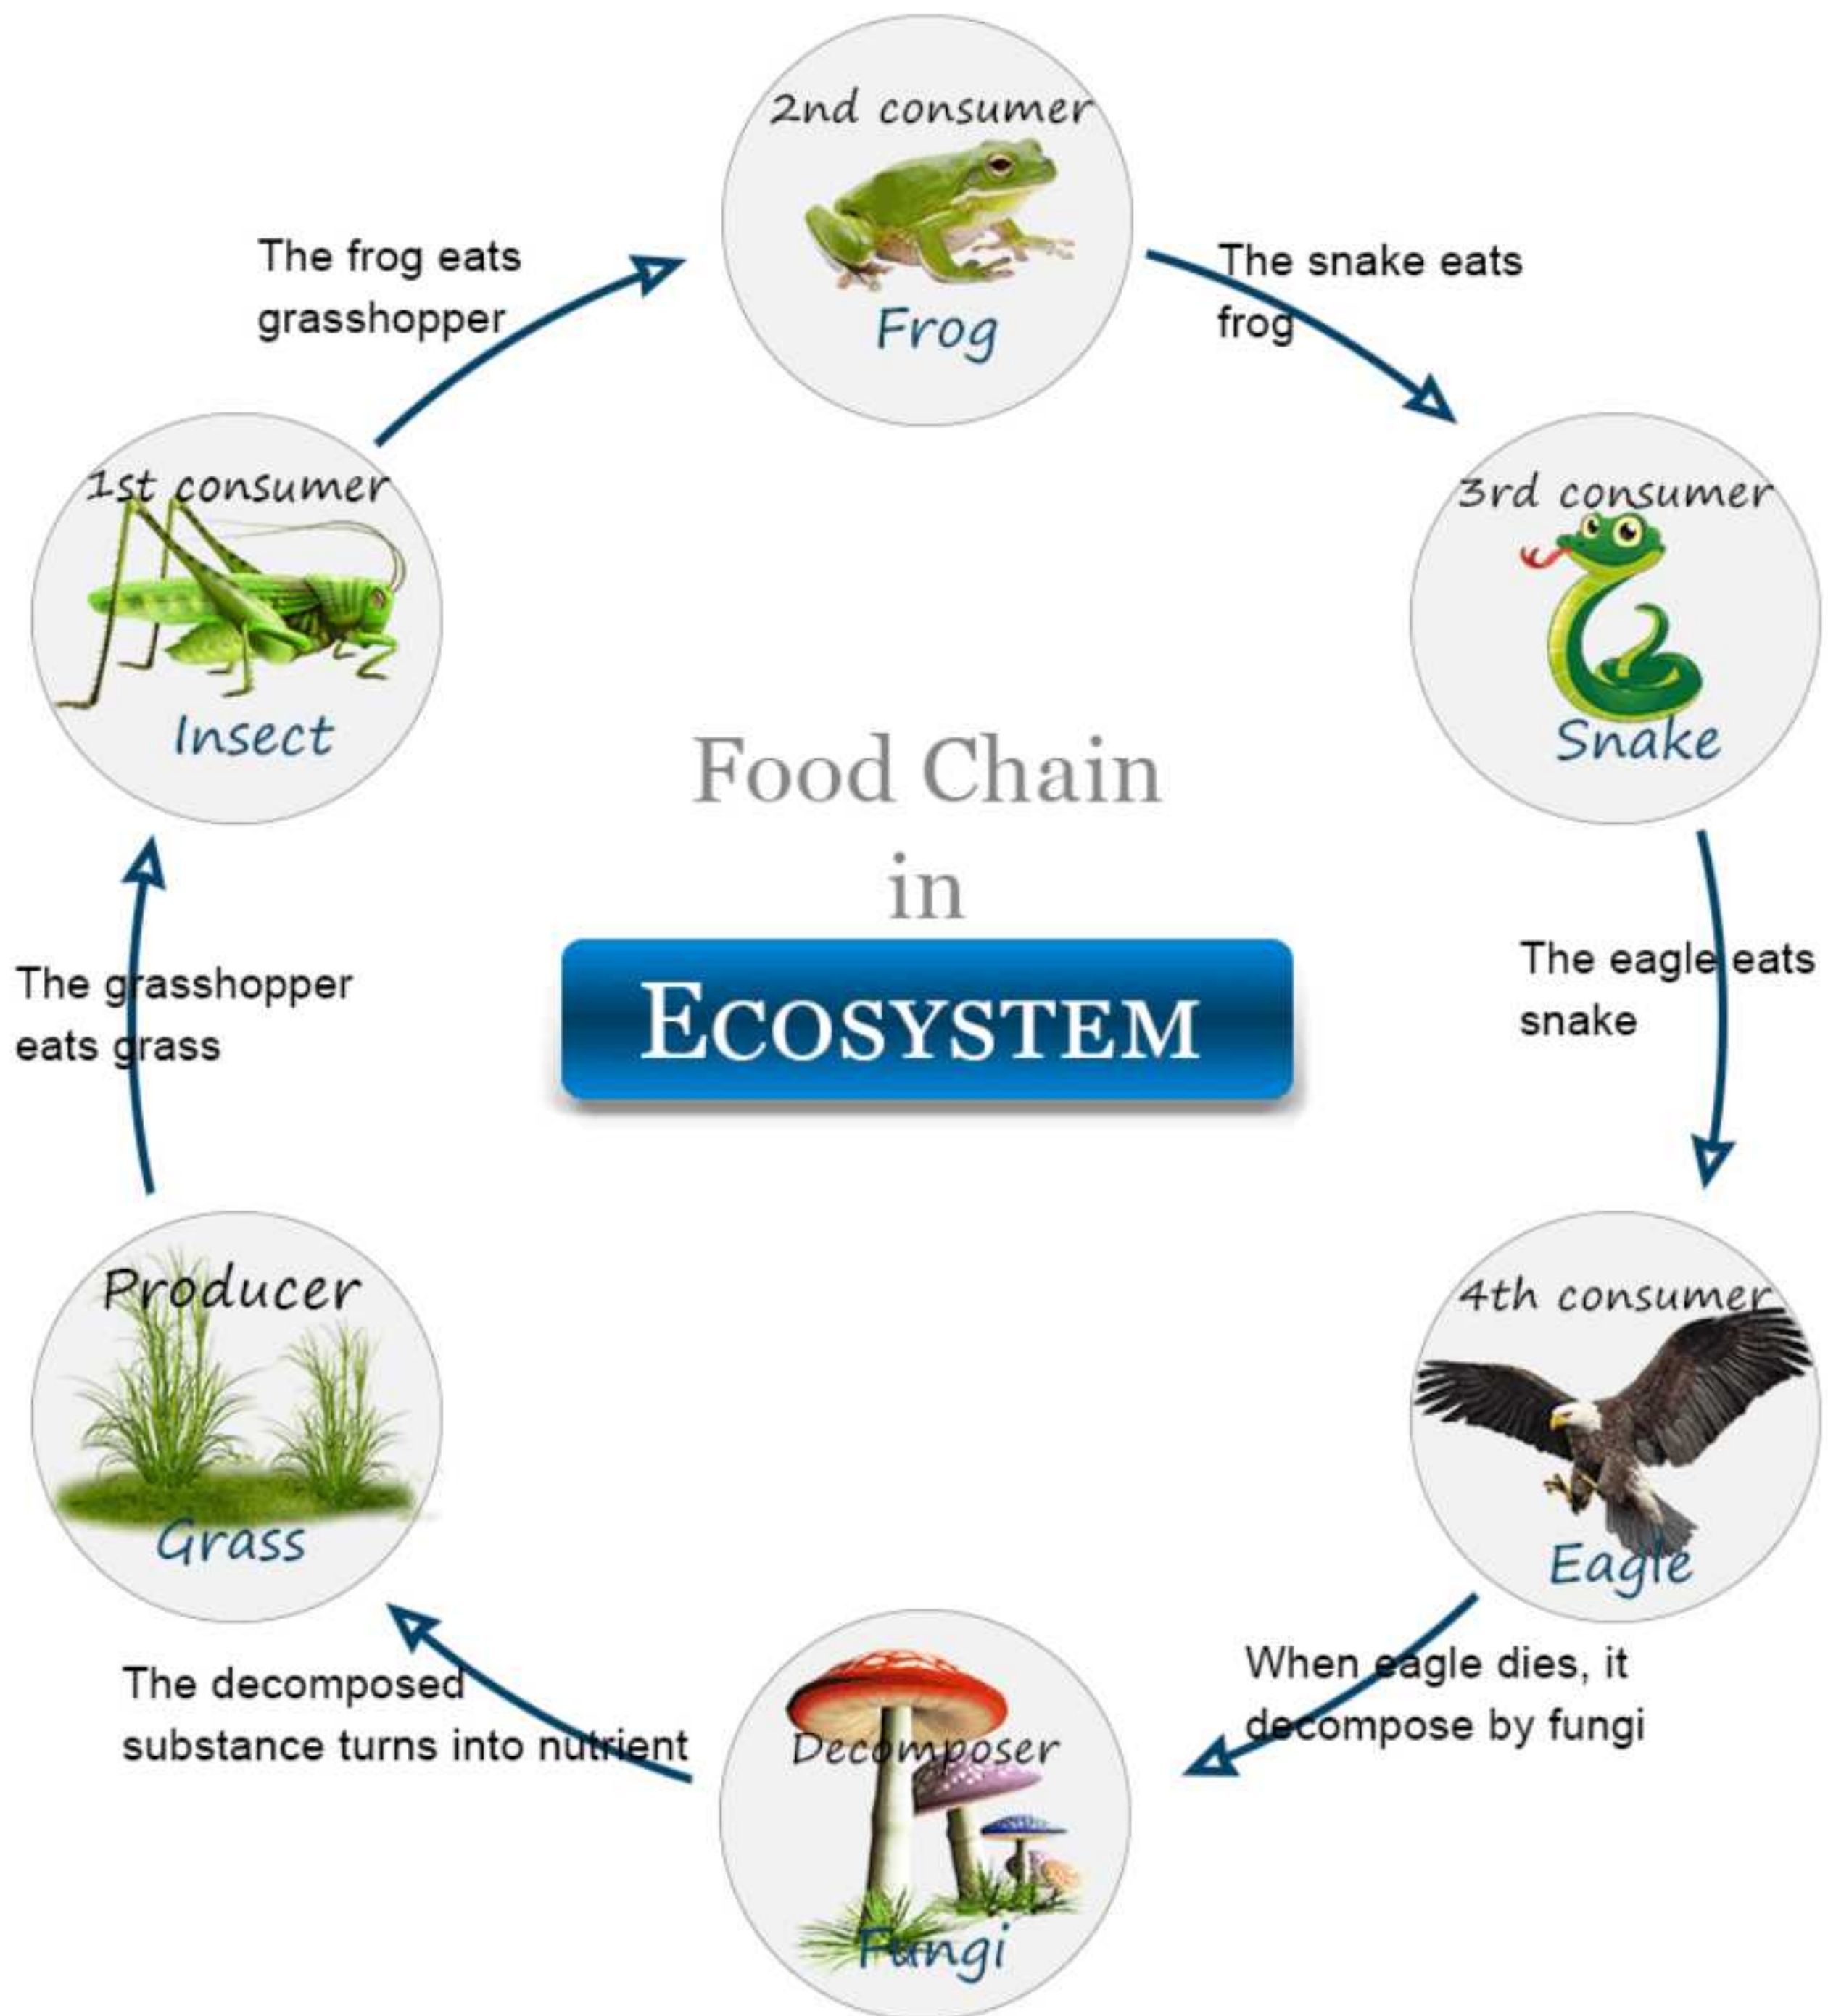 2nd consumer
Frog
The frog eats
grasshopper
The snake eats
frog
1st consumer
Insect
3rd consumer
Snake
Food Chain
in
ECOSYSTEM
The grasshopper
eats grass
The eagle eats
snake
Producer
Grass
4th consumer
Eagle
The decomposed
substance turns into nutrient
When eagle dies, it
decompose by fungi
Decomposer
Fungi